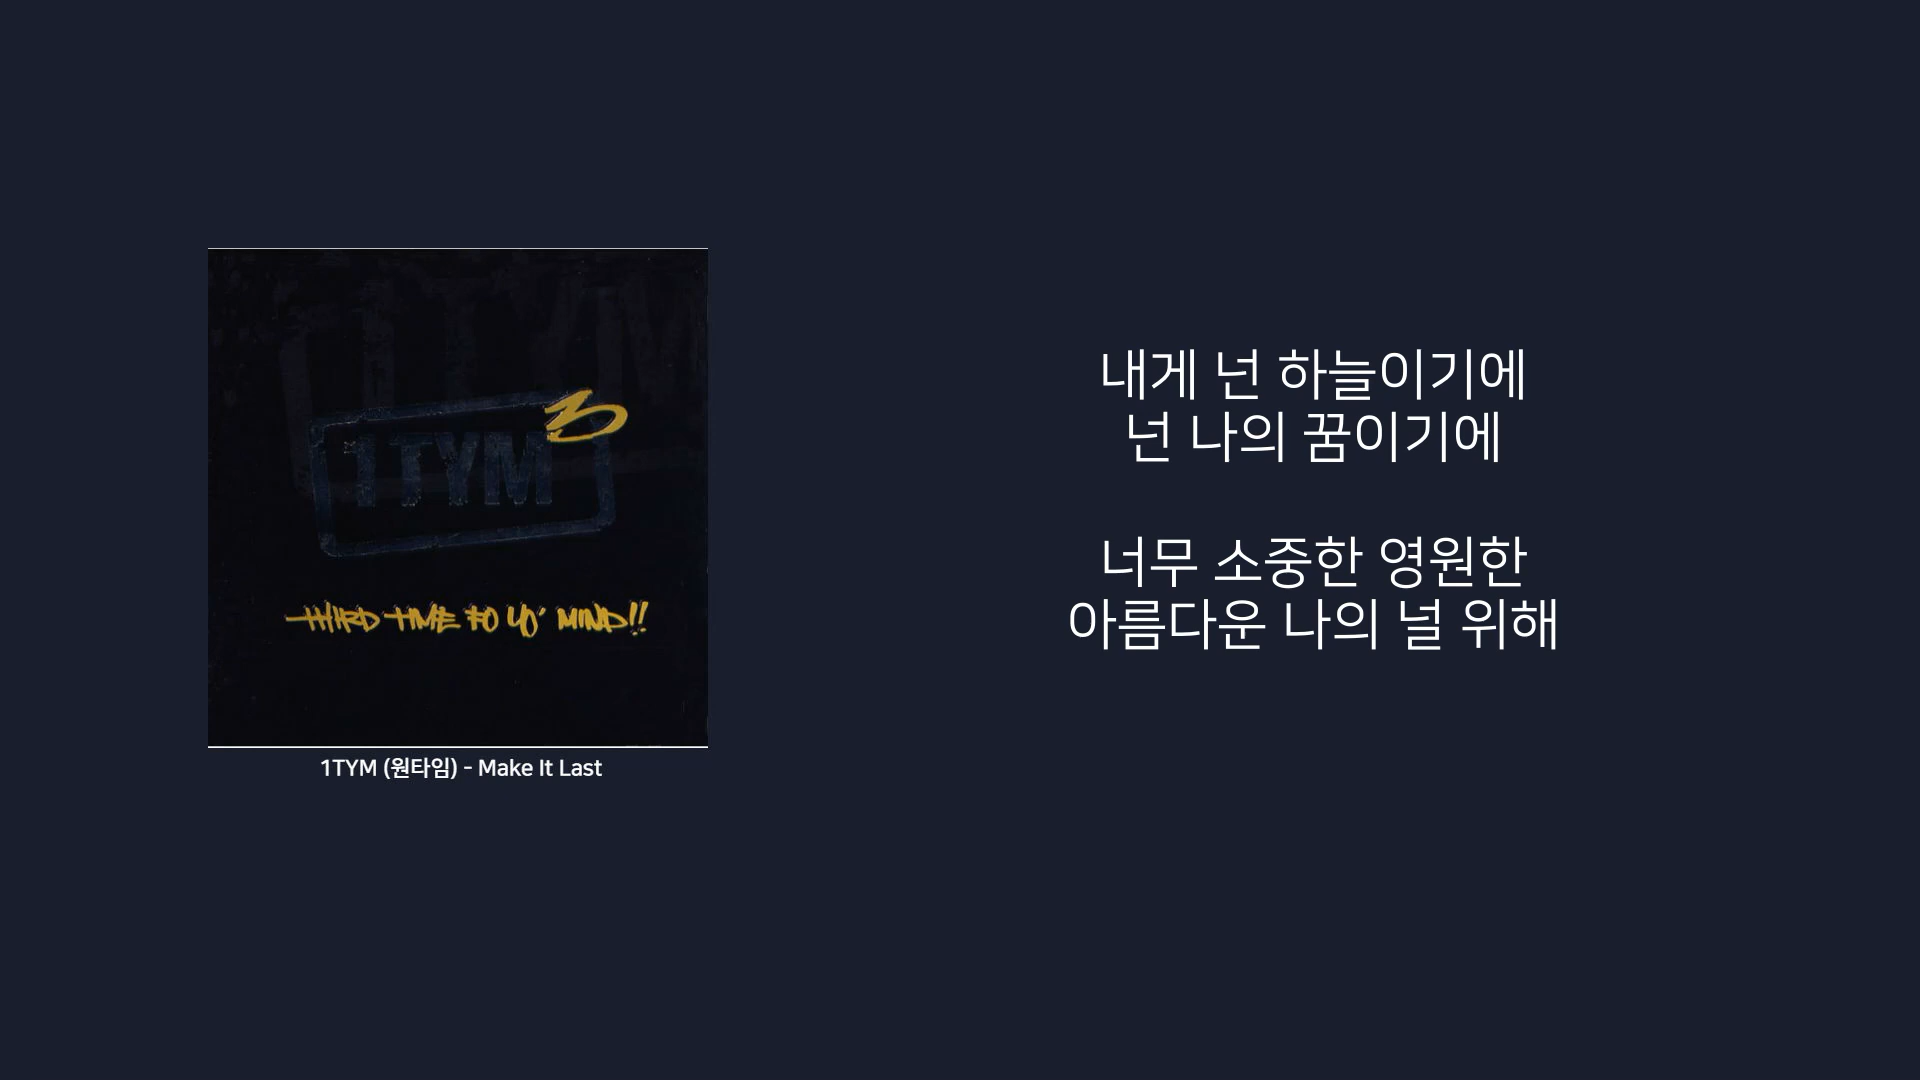 1TYM
3
THIRD TIME FO YO' MIND!!
1TYM (원타임) - Make It Last
내게 넌 하늘이기에
넌 나의 꿈이기에
너무 소중한 영원한
아름다운 나의 널 위해